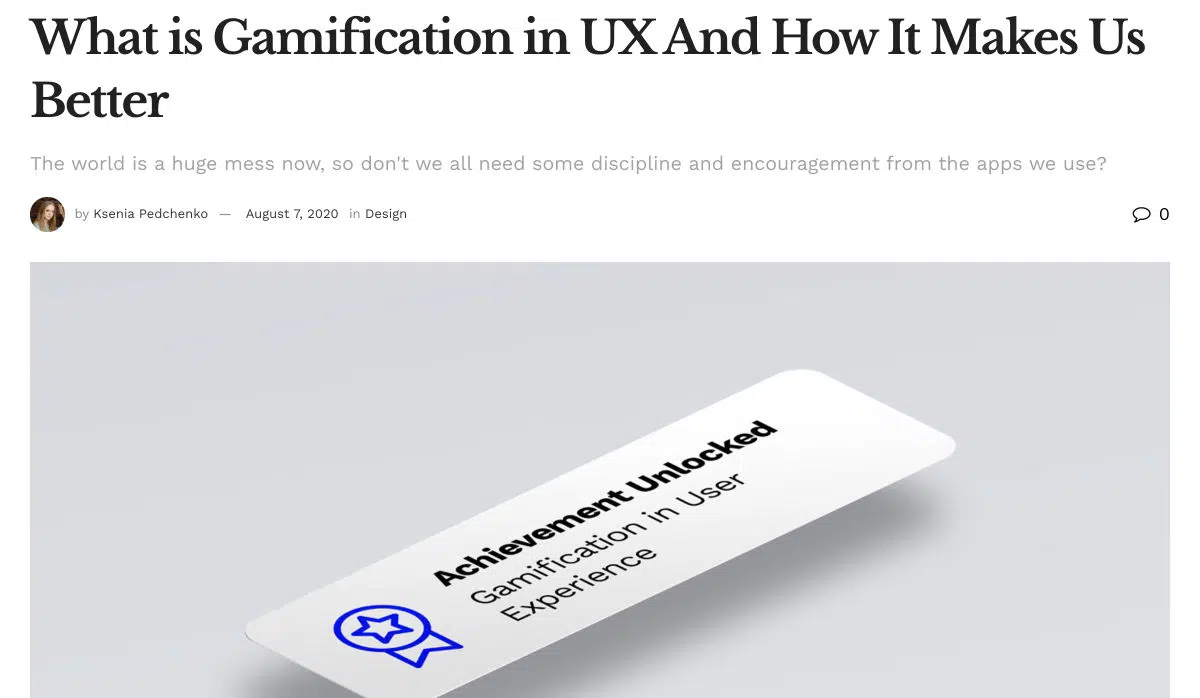 What is Gamification in UX And How It Makes Us
Better
The world is a huge mess now, so don't we all need some discipline and encouragement from the apps we use?
by Ksenia Pedchenko — August 7, 2020 in Design
0
Achievement Unlocked
Gamification in User
Experience